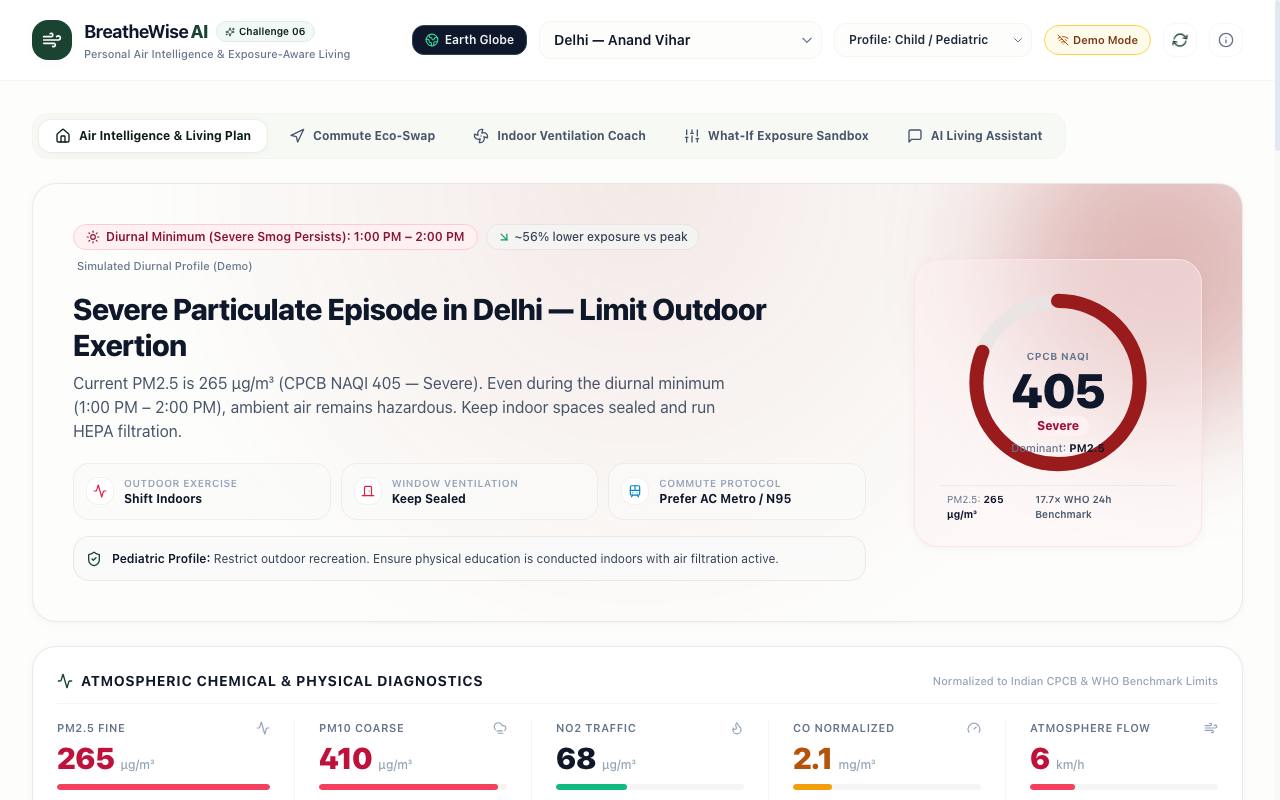 BreatheWise AI Challenge 06
Personal Air Intelligence & Exposure-Aware Living
Earth Globe
Delhi — Anand Vihar
Profile: Child / Pediatric
Demo Mode
Air Intelligence & Living Plan
Commute Eco-Swap
Indoor Ventilation Coach
What-If Exposure Sandbox
AI Living Assistant
Diurnal Minimum (Severe Smog Persists): 1:00 PM – 2:00 PM
~56% lower exposure vs peak
Simulated Diurnal Profile (Demo)
Severe Particulate Episode in Delhi — Limit Outdoor
Exertion
Current PM2.5 is 265 µg/m³ (CPCB NAQI 405 — Severe). Even during the diurnal minimum
(1:00 PM – 2:00 PM), ambient air remains hazardous. Keep indoor spaces sealed and run
HEPA filtration.
OUTDOOR EXERCISE
Shift Indoors
WINDOW VENTILATION
Keep Sealed
COMMUTE PROTOCOL
Prefer AC Metro / N95
Pediatric Profile: Restrict outdoor recreation. Ensure physical education is conducted indoors with air filtration active.
CPCB NAQI
405
Severe
Dominant: PM2.5
PM2.5: 265
µg/m³
17.7× WHO 24h
Benchmark
ATMOSPHERIC CHEMICAL & PHYSICAL DIAGNOSTICS
Normalized to Indian CPCB & WHO Benchmark Limits
PM2.5 FINE
265 µg/m³
PM10 COARSE
410 µg/m³
NO2 TRAFFIC
68 µg/m³
CO NORMALIZED
2.1 mg/m³
ATMOSPHERE FLOW
6 km/h